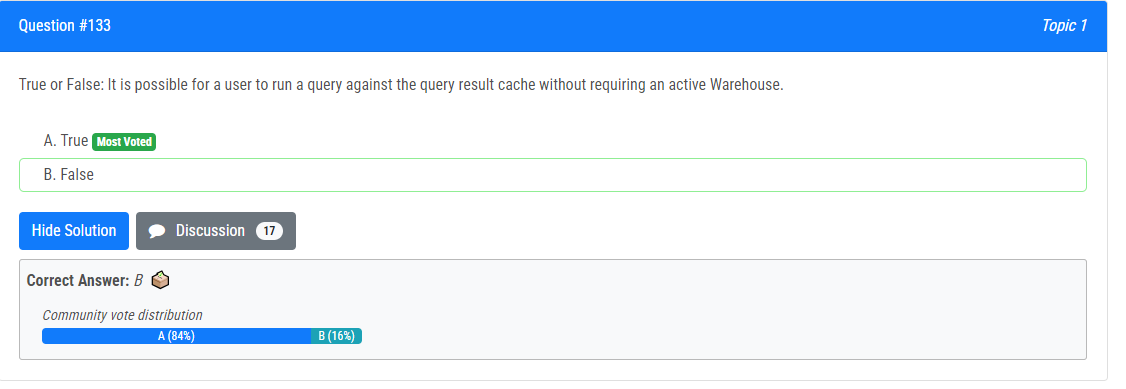 Question #133 Topic 1
True or False: It is possible for a user to run a query against the query result cache without requiring an active Warehouse.
A. True Most Voted
B. False
Hide Solution Discussion 17
Correct Answer: B
Community vote distribution
A (84%) B (16%)